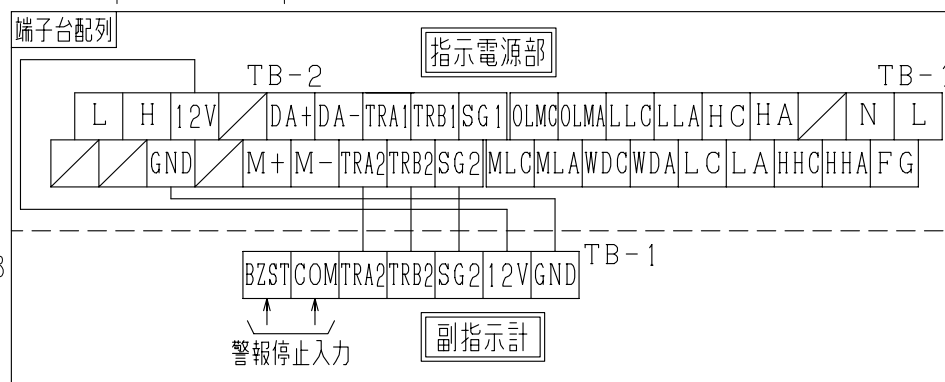 端子台配列
指示電源部
TB-2 TB-1
L H 12V DA+ DA- TRA1 TRB1 SG1 OLMC OLMA LLC LLA HC HA N L
GND M+ M- TRA2 TRB2 SG2 MLC MLA WDC WDA LC LA HHC HHA FG
BZST COM TRA2 TRB2 SG2 12V GND TB-1
警報停止入力
副指示計